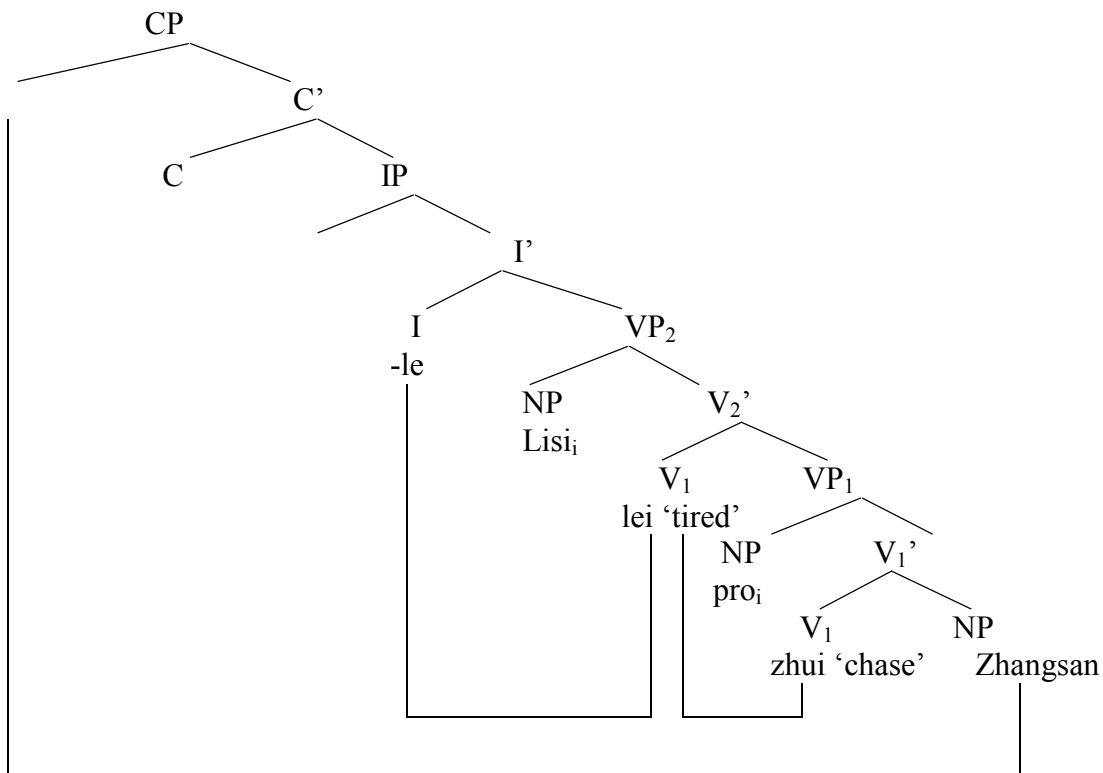 CP
C’
C IP
I’
I VP₂
-le
NP V₂’
Lisiᵢ
V₁ VP₁
lei ‘tired’
NP V₁’
proᵢ
V₁ NP
zhui ‘chase’ Zhangsan